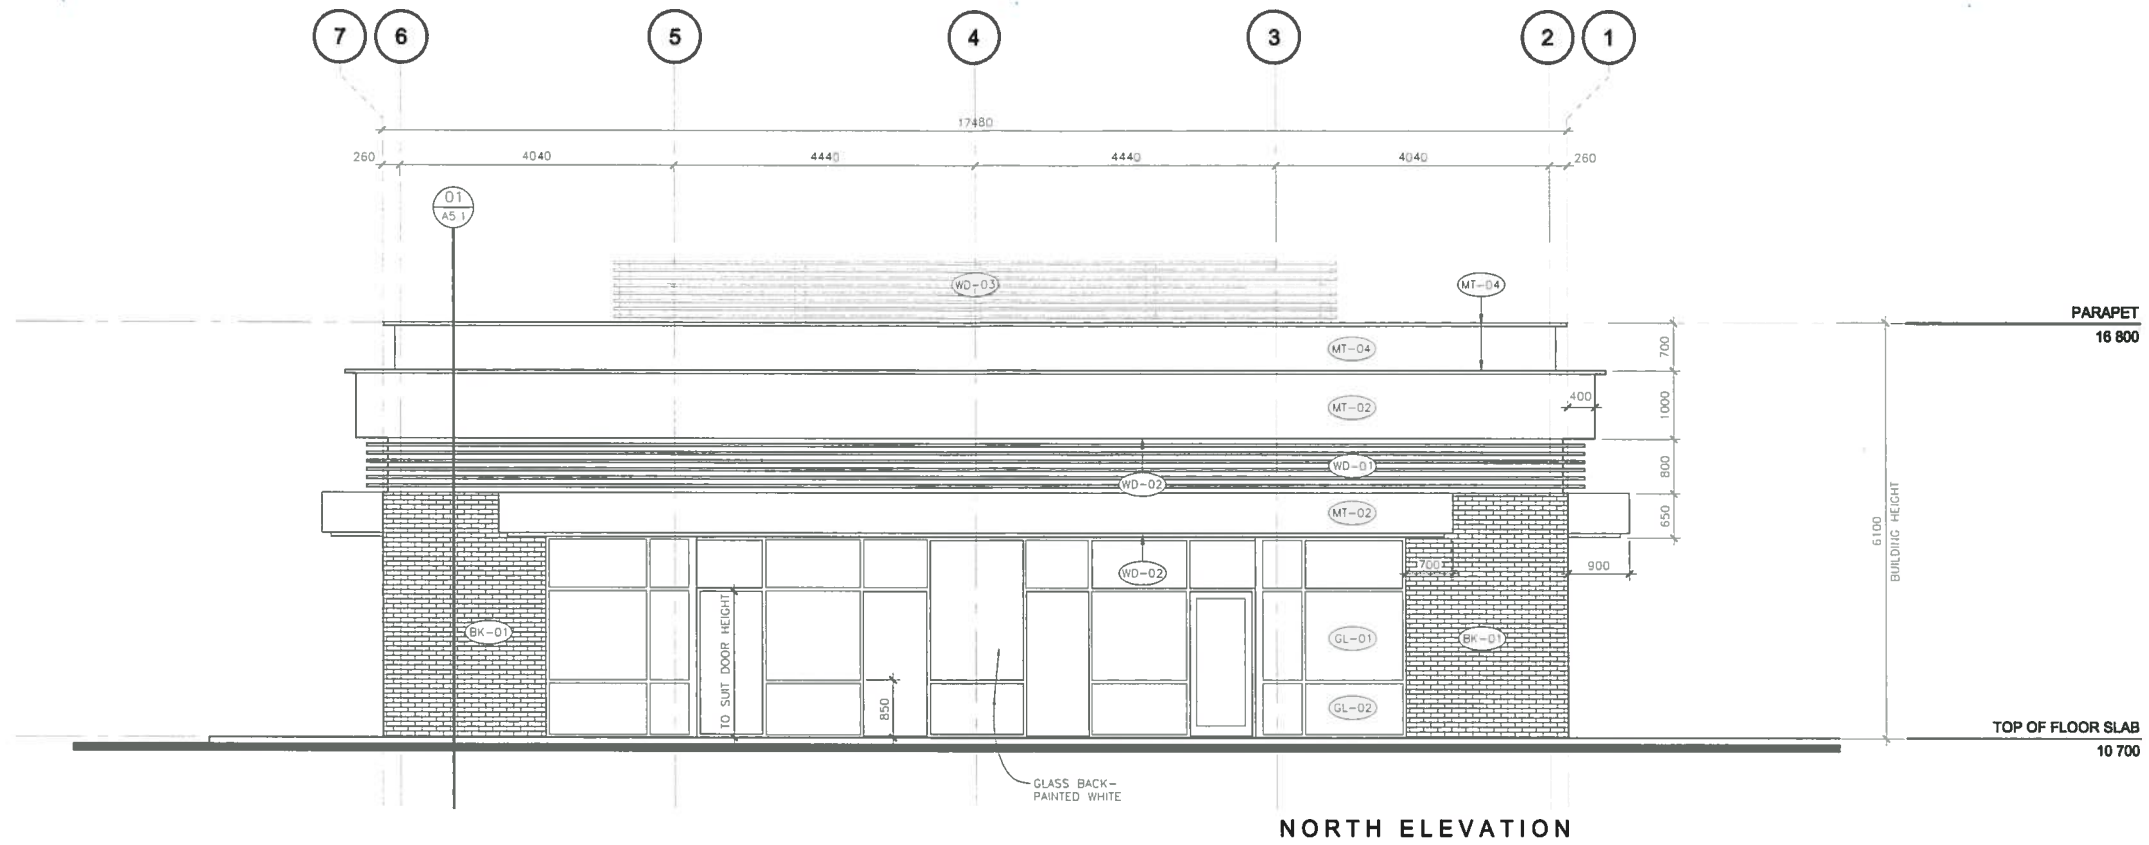 7 6 5 4 3 2 1
17480
260 4040 4440 4440 4040 260
01
A5.1
WD-03
MT-04
PARAPET
16 800
MT-04
700
MT-02
400
1000
WD-01
WD-02
800
MT-02
650
6100
BUILDING HEIGHT
WD-02
700
900
TO SUIT DOOR HEIGHT
BK-01
GL-01
BK-01
850
GL-02
TOP OF FLOOR SLAB
10 700
GLASS BACK-
PAINTED WHITE
NORTH ELEVATION